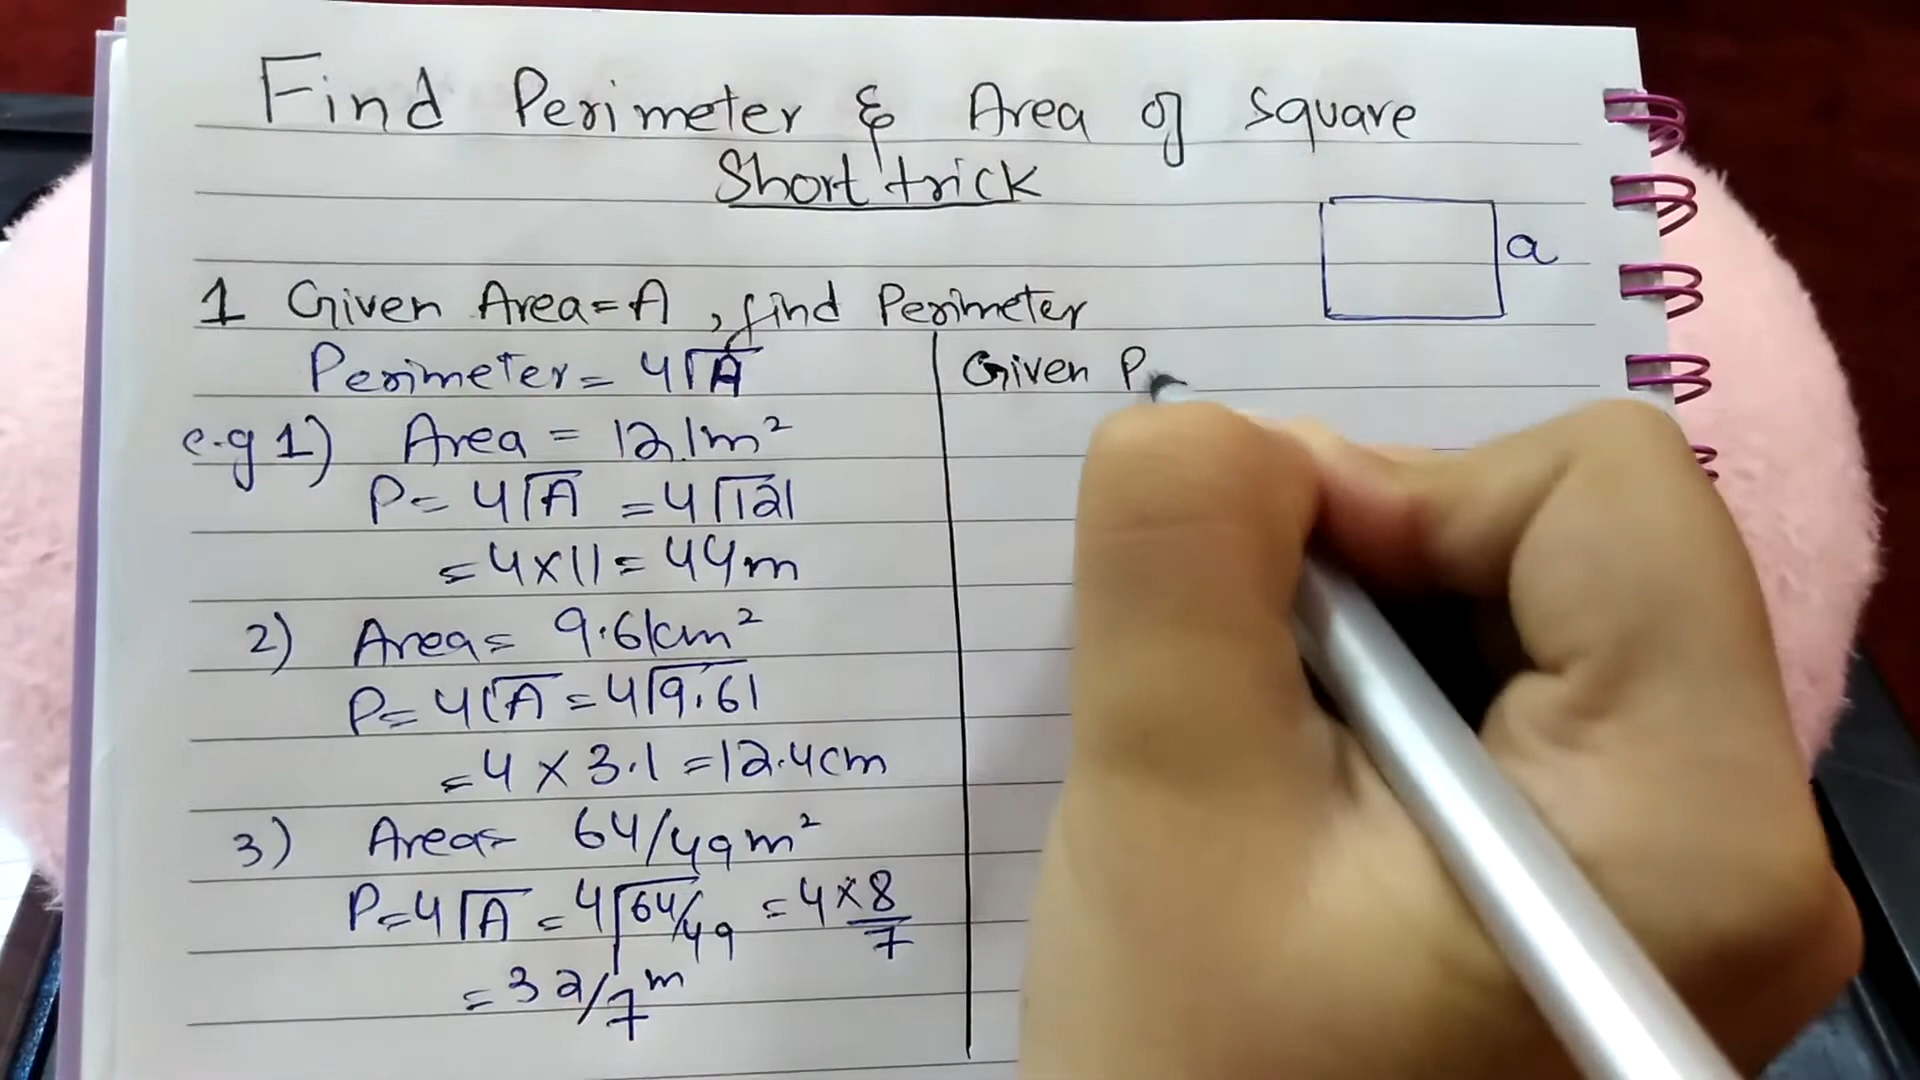 Find Perimeter & Area of square
Short trick
a
1 Given Area=A, find Perimeter
Perimeter = 4√A
e.g 1) Area = 121m²
P= 4√A = 4√121
= 4×11 = 44m
2) Area= 9.61cm²
P= 4√A = 4√9.61
= 4 × 3.1 = 12.4cm
3) Area= 64/49m²
P=4√A = 4√64/49 = 4×8/7
= 32/7 m
Given P